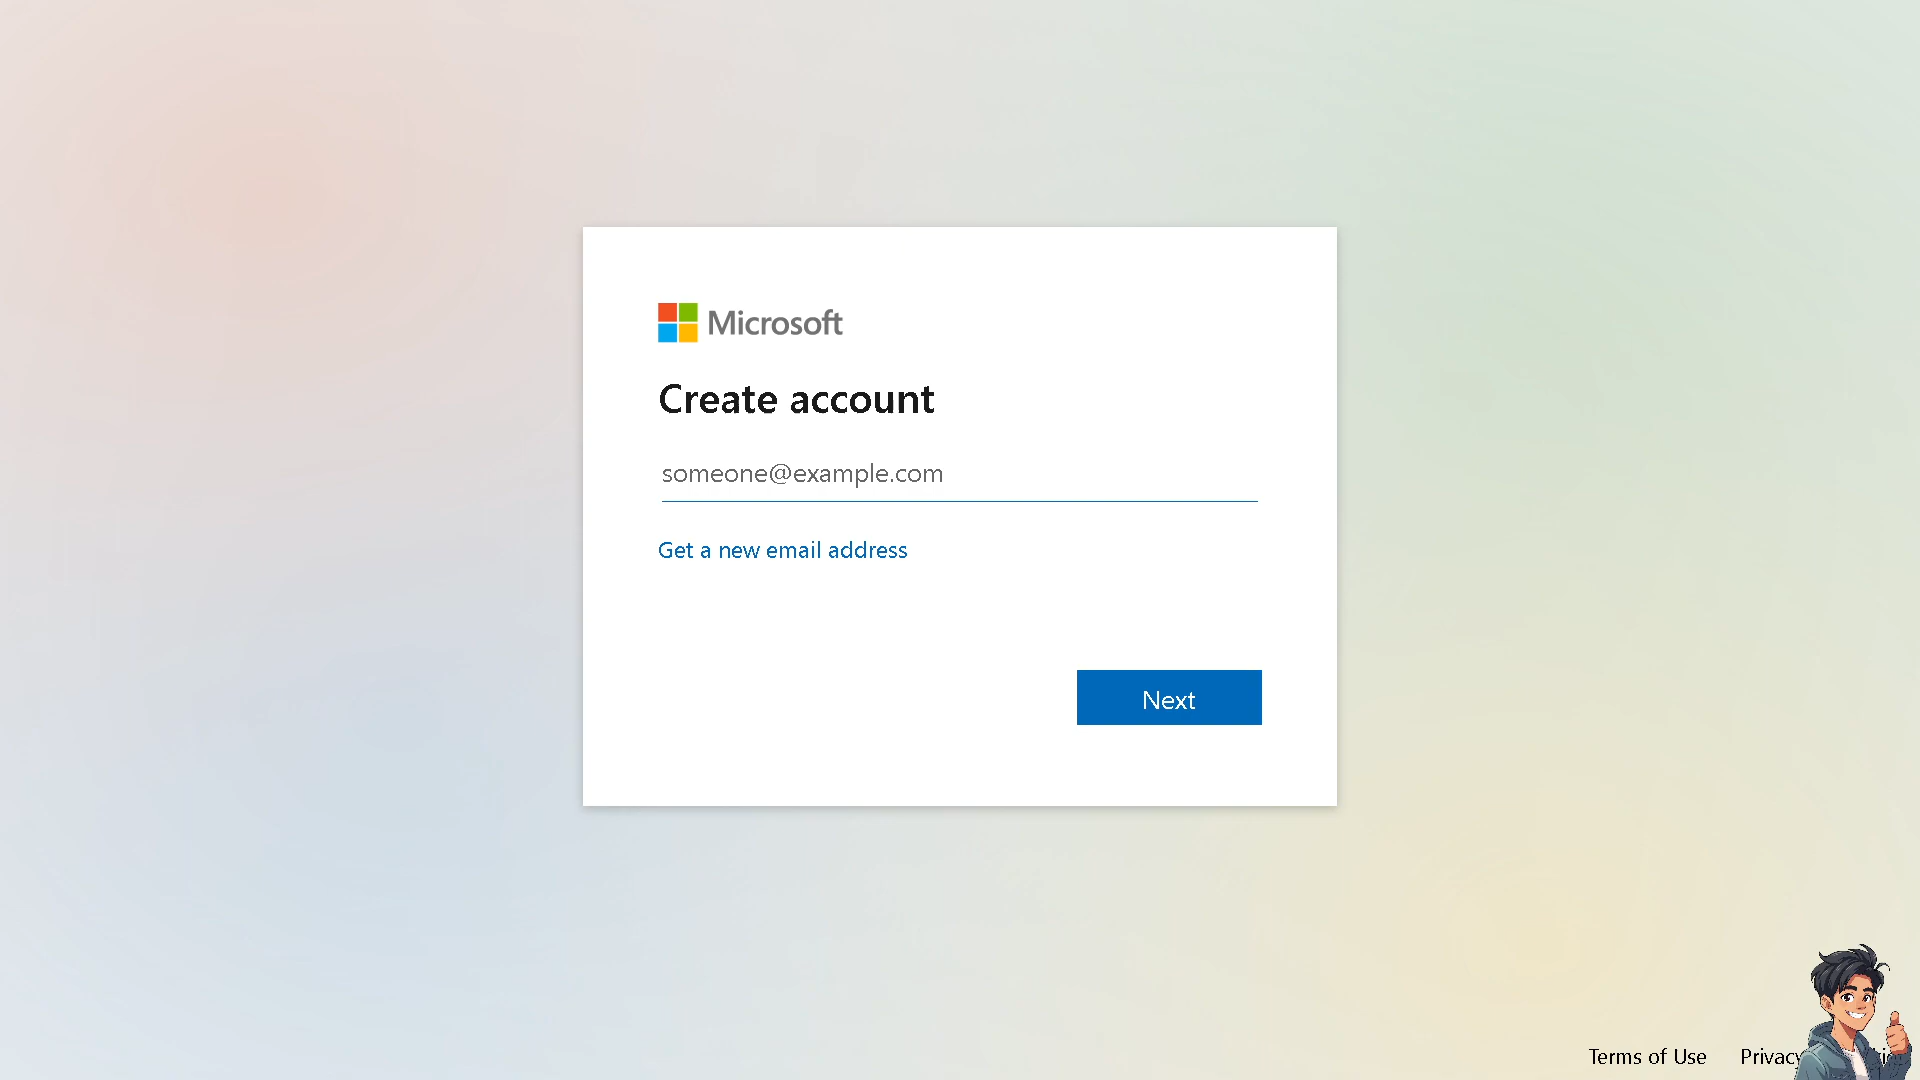 Microsoft
Create account
someone@example.com
Get a new email address
Next
Terms of Use Privacy